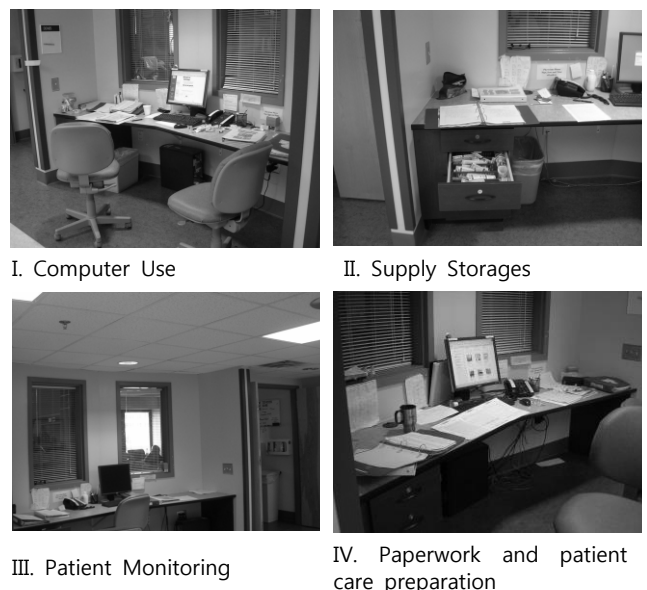 I. Computer Use
II. Supply Storages
III. Patient Monitoring
IV. Paperwork and patient
care preparation